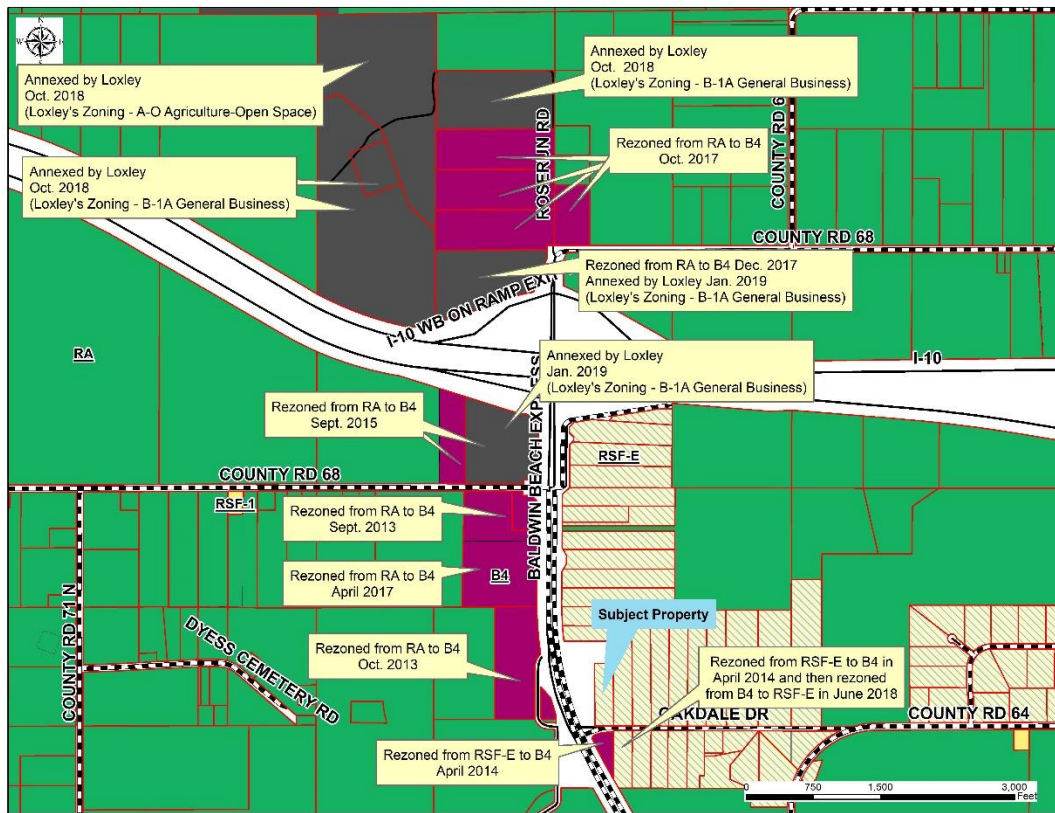 Annexed by Loxley
Oct. 2018
(Loxley's Zoning - A-O Agriculture-Open Space)
Annexed by Loxley
Oct. 2018
(Loxley's Zoning - B-1A General Business)
Annexed by Loxley
Oct. 2018
(Loxley's Zoning - B-1A General Business)
Rezoned from RA to B4
Oct. 2017
ROSERUN RD
COUNTY RD 6
COUNTY RD 68
Rezoned from RA to B4 Dec. 2017
Annexed by Loxley Jan. 2019
(Loxley's Zoning - B-1A General Business)
I-10 WB ON RAMP EXIT
I-10
RA
Annexed by Loxley
Jan. 2019
(Loxley's Zoning - B-1A General Business)
Rezoned from RA to B4
Sept. 2015
BALDWIN BEACH EXPRESS
RSF-E
COUNTY RD 68
RSF-1
Rezoned from RA to B4
Sept. 2013
B4
Rezoned from RA to B4
April 2017
COUNTY RD 71 N
DYESS CEMETERY RD
Subject Property
Rezoned from RA to B4
Oct. 2013
Rezoned from RSF-E to B4 in
April 2014 and then rezoned
from B4 to RSF-E in June 2018
OAKDALE DR
COUNTY RD 64
Rezoned from RSF-E to B4
April 2014
0 750 1,500 3,000
Feet